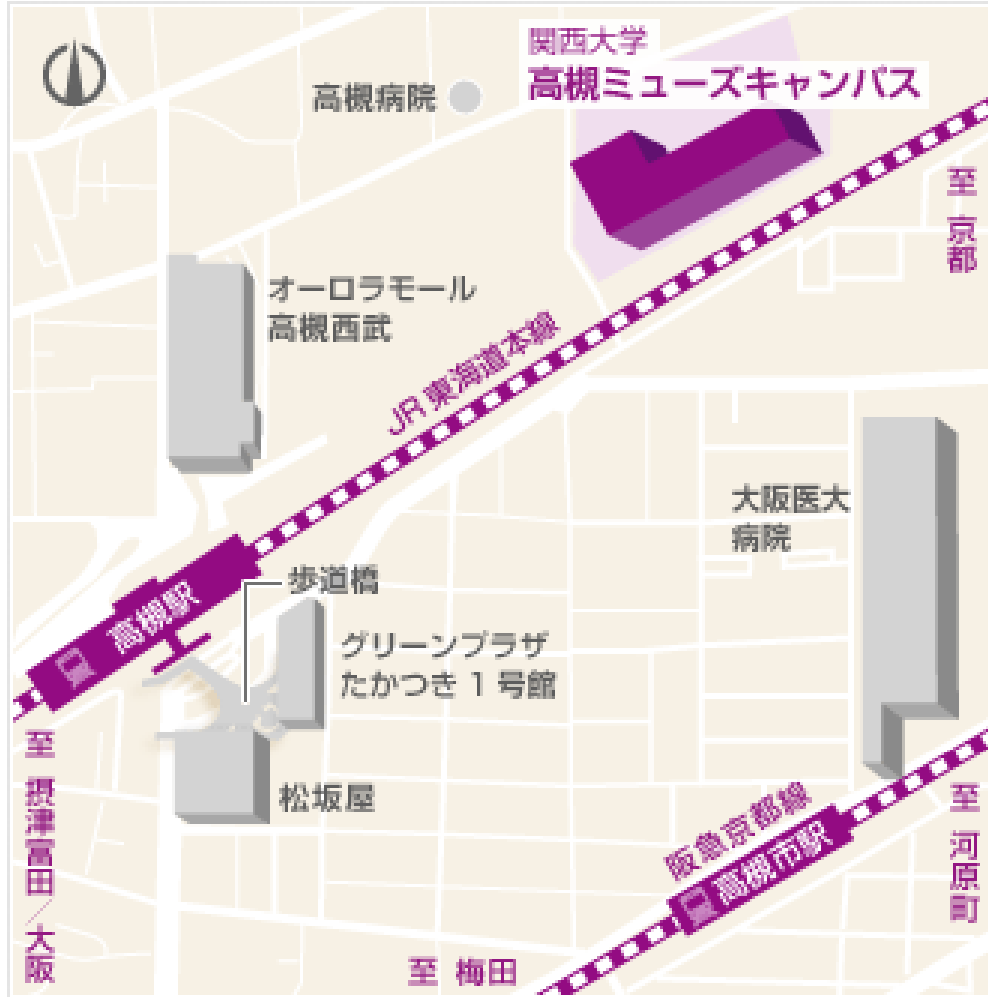 関西大学
高槻ミューズキャンパス
高槻病院
至 京都
オーロラモール
高槻西武
JR東海道本線
大阪医大
病院
歩道橋
高槻駅
グリーンプラザ
たかつき1号館
至 摂津富田/大阪
松坂屋
阪急京都線
高槻市駅
至 河原町
至 梅田